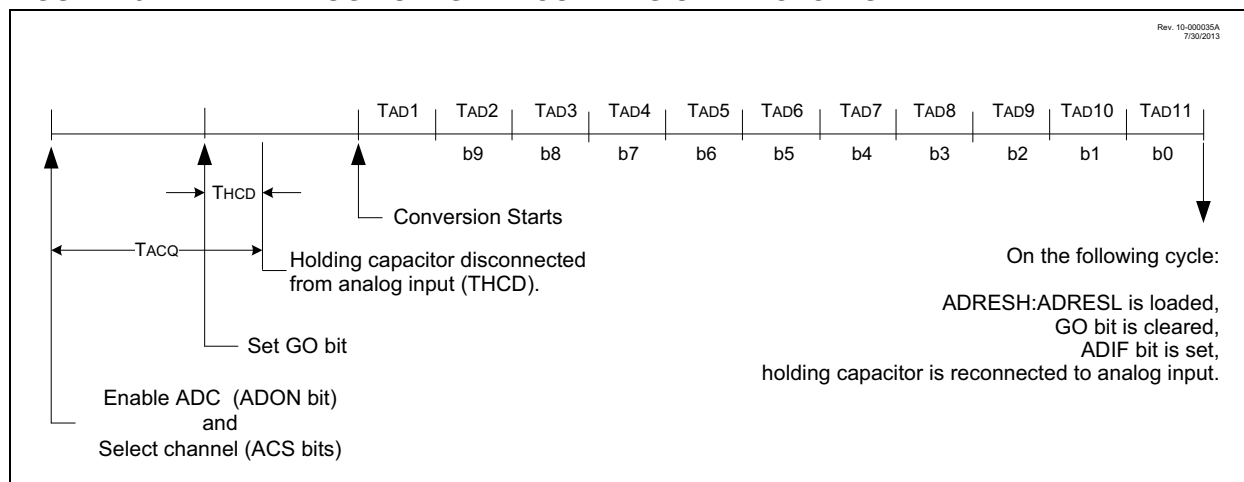 Rev. 10-000035A
7/30/2013
TAD1 TAD2 TAD3 TAD4 TAD5 TAD6 TAD7 TAD8 TAD9 TAD10 TAD11
b9 b8 b7 b6 b5 b4 b3 b2 b1 b0
THCD
Conversion Starts
TACQ
Holding capacitor disconnected
from analog input (THCD).
On the following cycle:
ADRESH:ADRESL is loaded,
GO bit is cleared,
ADIF bit is set,
holding capacitor is reconnected to analog input.
Set GO bit
Enable ADC (ADON bit)
and
Select channel (ACS bits)